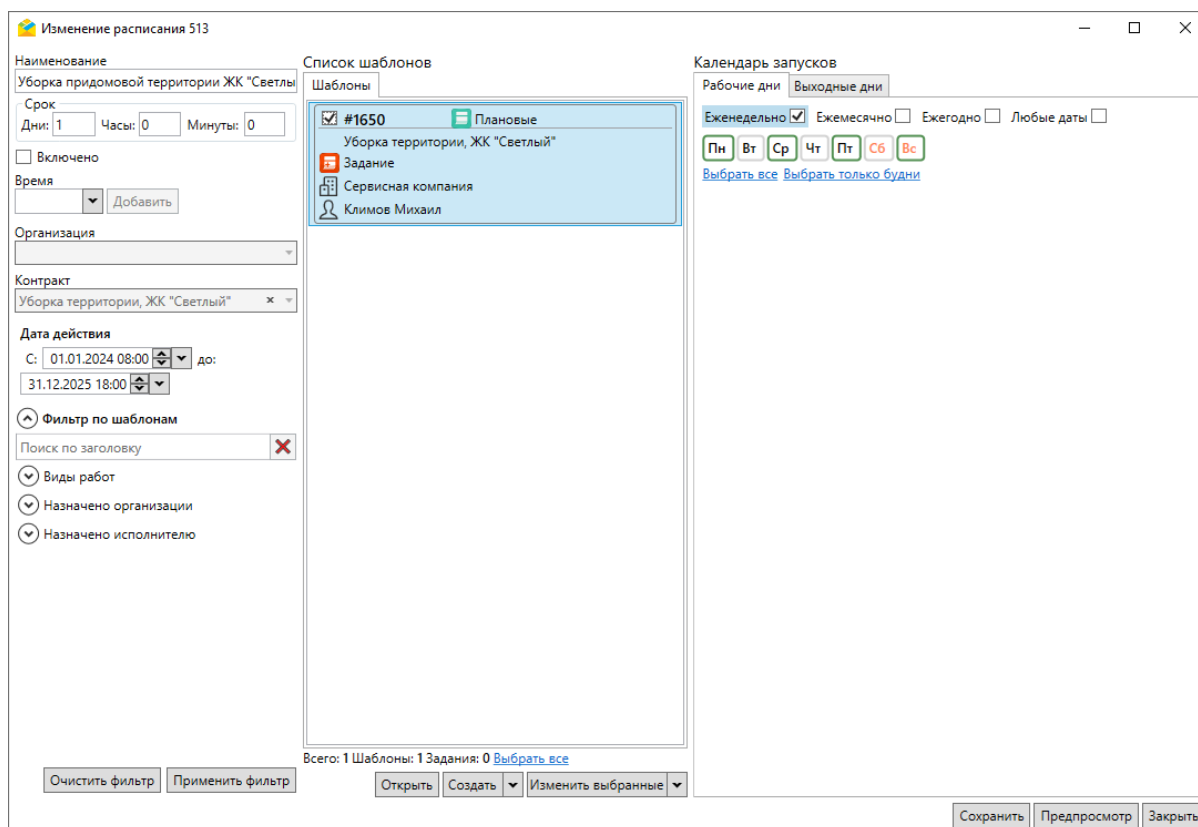 Изменение расписания 513
Наименование
Уборка придомовой территории ЖК "Светлы
Срок
Дни: 1 Часы: 0 Минуты: 0
Включено
Время
Добавить
Организация
Контракт
Уборка территории, ЖК "Светлый"
Дата действия
С: 01.01.2024 08:00 до:
31.12.2025 18:00
Фильтр по шаблонам
Поиск по заголовку
Виды работ
Назначено организации
Назначено исполнителю
Очистить фильтр Применить фильтр
Список шаблонов
Шаблоны
#1650 Плановые
Уборка территории, ЖК "Светлый"
Задание
Сервисная компания
Климов Михаил
Всего: 1 Шаблоны: 1 Задания: 0 Выбрать все
Открыть Создать Изменить выбранные
Календарь запусков
Рабочие дни Выходные дни
Еженедельно Ежемесячно Ежегодно Любые даты
Пн Вт Ср Чт Пт Сб Вс
Выбрать все Выбрать только будни
Сохранить Предпросмотр Закрыть